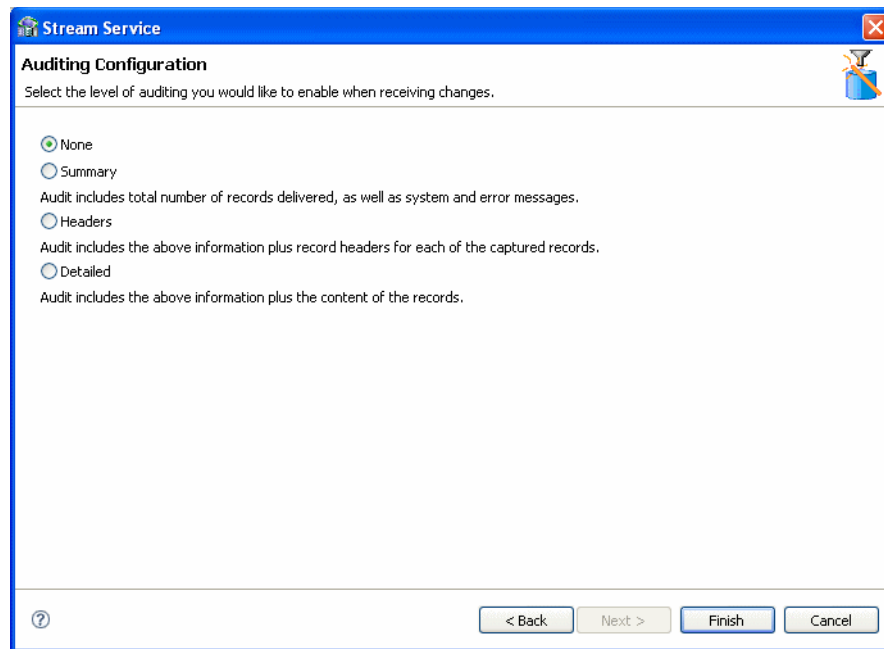 Stream Service
Auditing Configuration
Select the level of auditing you would like to enable when receiving changes.
None
Summary
Audit includes total number of records delivered, as well as system and error messages.
Headers
Audit includes the above information plus record headers for each of the captured records.
Detailed
Audit includes the above information plus the content of the records.
? < Back Next > Finish Cancel